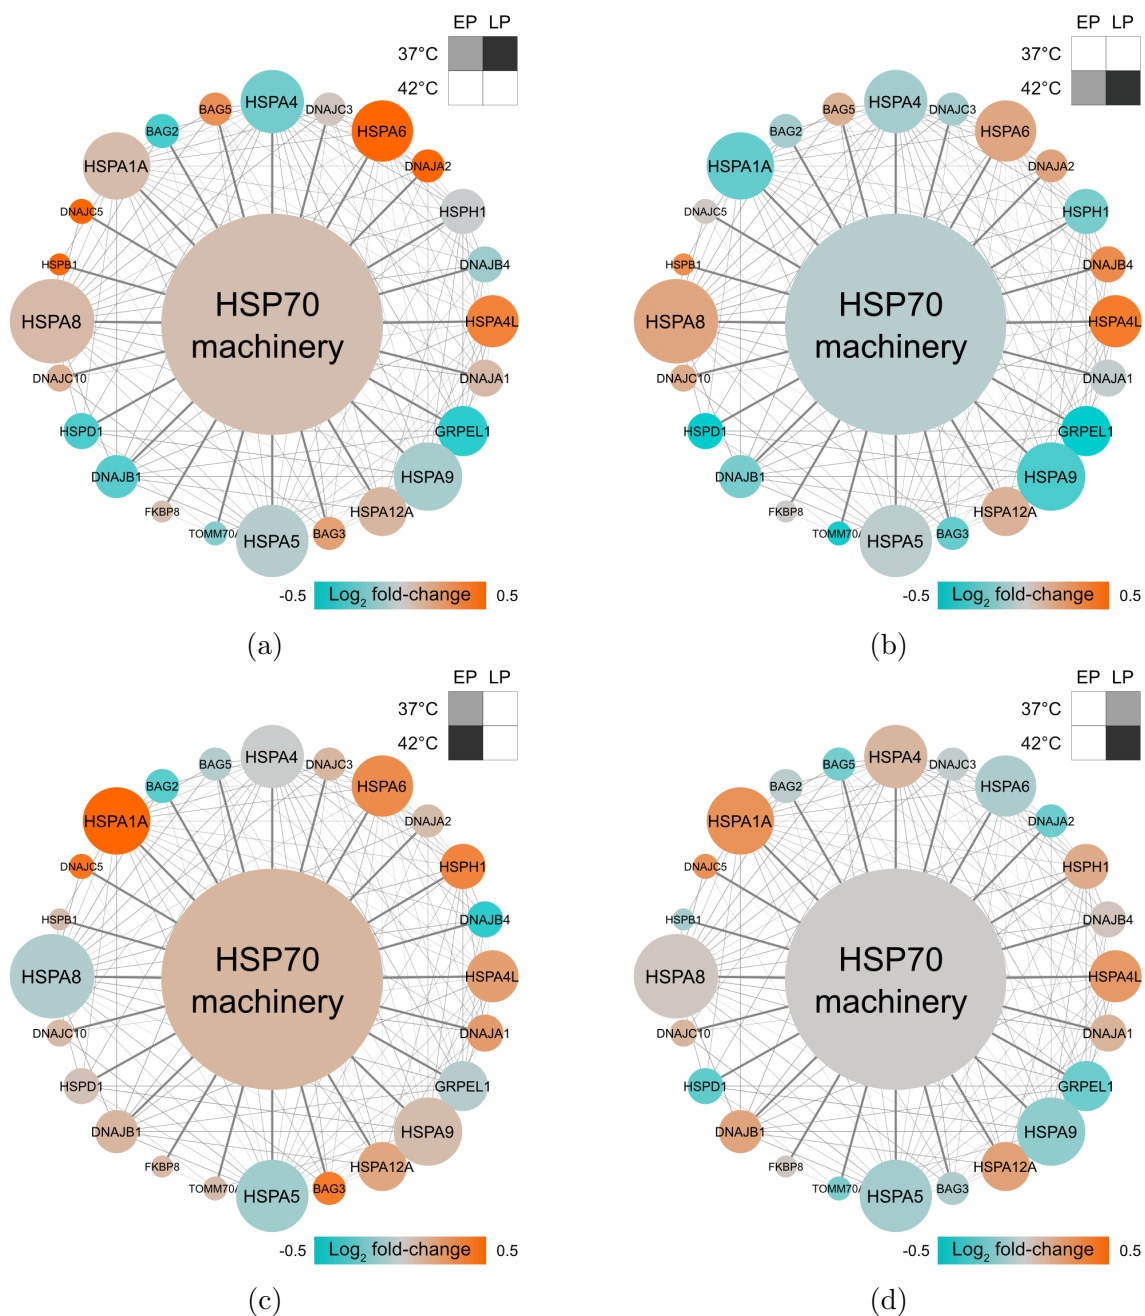 EP LP
37°C
42°C
HSPA4
DNAJC3
BAG5
HSPA6
BAG2
DNAJA2
HSPA1A
HSPH1
DNAJC5
DNAJB4
HSPB1
HSP70
machinery
HSPA8
HSPA4L
DNAJC10
DNAJA1
HSPD1
GRPEL1
DNAJB1
HSPA9
FKBP8
HSPA12A
TOMM70A
HSPA5
BAG3
-0.5 Log2 fold-change 0.5
(a)
EP LP
37°C
42°C
HSPA4
DNAJC3
BAG5
HSPA6
BAG2
DNAJA2
HSPA1A
HSPH1
DNAJC5
DNAJB4
HSPB1
HSP70
machinery
HSPA8
HSPA4L
DNAJC10
DNAJA1
HSPD1
GRPEL1
DNAJB1
HSPA9
FKBP8
HSPA12A
TOMM70A
HSPA5
BAG3
-0.5 Log2 fold-change 0.5
(b)
EP LP
37°C
42°C
HSPA4
DNAJC3
BAG5
HSPA6
BAG2
DNAJA2
HSPA1A
HSPH1
DNAJC5
DNAJB4
HSPB1
HSP70
machinery
HSPA8
HSPA4L
DNAJC10
DNAJA1
HSPD1
GRPEL1
DNAJB1
HSPA9
FKBP8
HSPA12A
TOMM70A
HSPA5
BAG3
-0.5 Log2 fold-change 0.5
(c)
EP LP
37°C
42°C
HSPA4
DNAJC3
BAG5
HSPA6
BAG2
DNAJA2
HSPA1A
HSPH1
DNAJC5
DNAJB4
HSPB1
HSP70
machinery
HSPA8
HSPA4L
DNAJC10
DNAJA1
HSPD1
GRPEL1
DNAJB1
HSPA9
FKBP8
HSPA12A
TOMM70A
HSPA5
BAG3
-0.5 Log2 fold-change 0.5
(d)